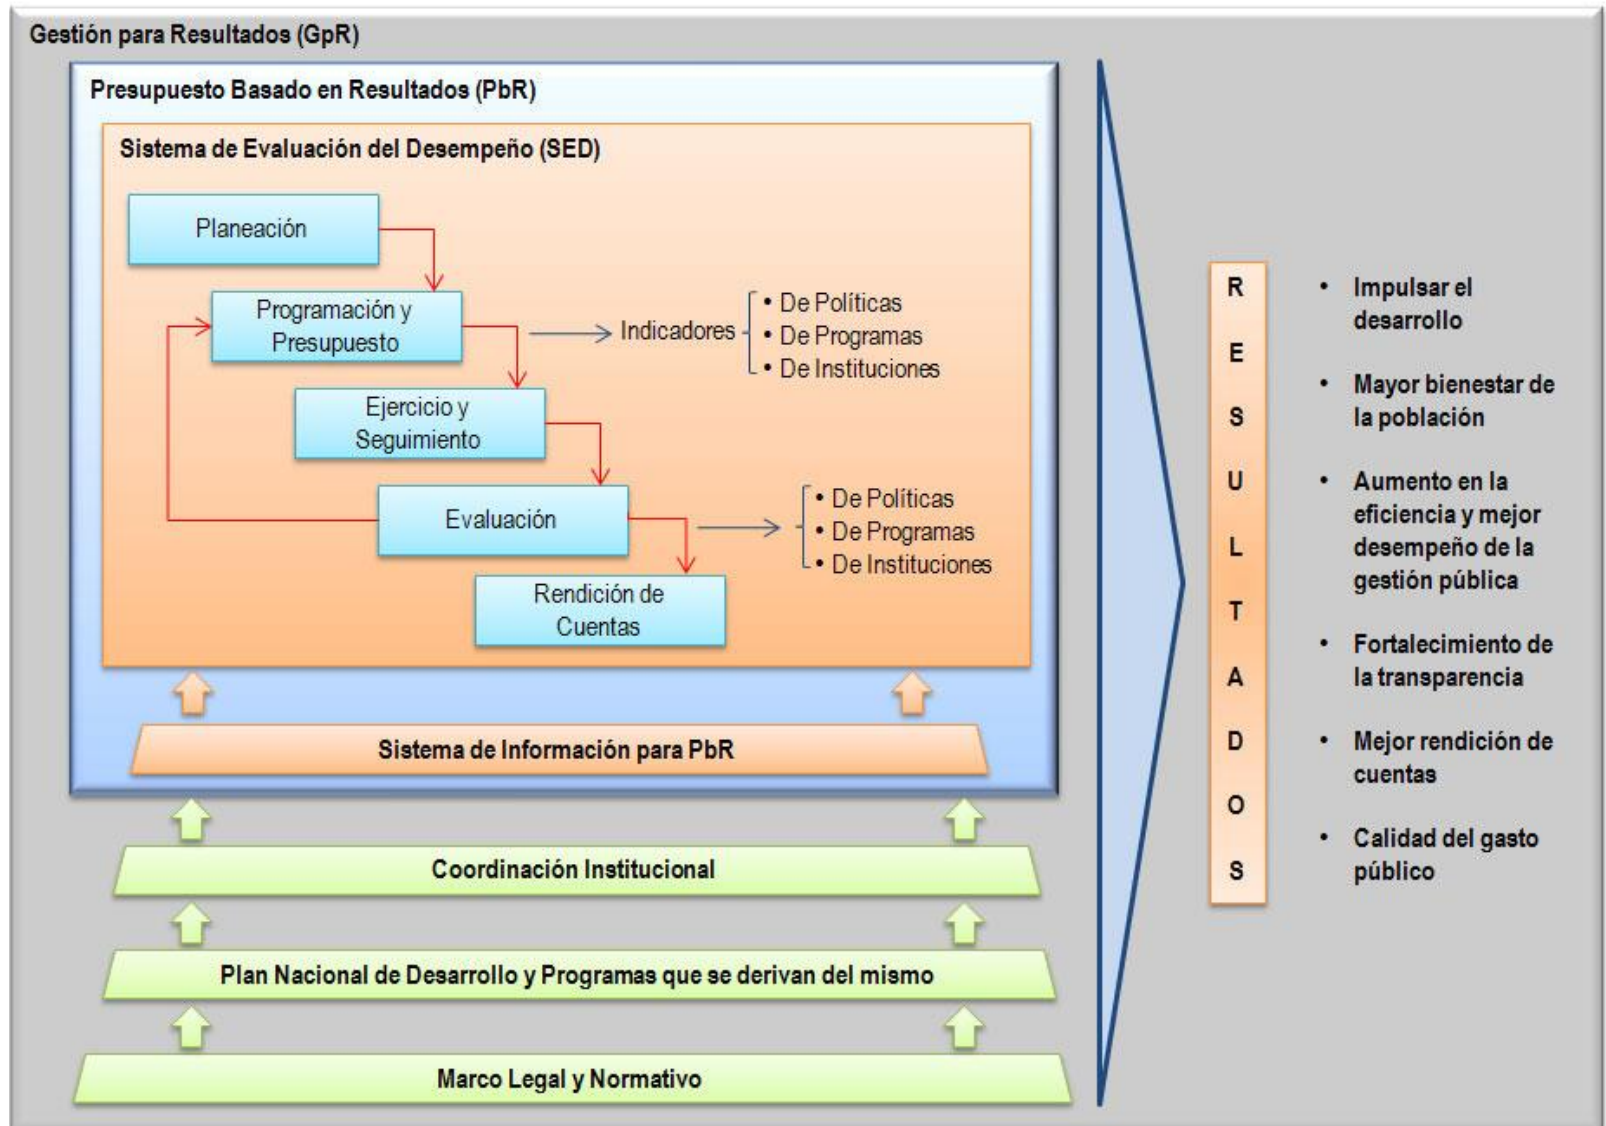 Gestión para Resultados (GpR)
Presupuesto Basado en Resultados (PbR)
Sistema de Evaluación del Desempeño (SED)
Planeación
Programación y
Presupuesto
Indicadores
• De Políticas
• De Programas
• De Instituciones
Ejercicio y
Seguimiento
Evaluación
• De Políticas
• De Programas
• De Instituciones
Rendición de
Cuentas
Sistema de Información para PbR
Coordinación Institucional
Plan Nacional de Desarrollo y Programas que se derivan del mismo
Marco Legal y Normativo
R
E
S
U
L
T
A
D
O
S
• Impulsar el
desarrollo
• Mayor bienestar de
la población
• Aumento en la
eficiencia y mejor
desempeño de la
gestión pública
• Fortalecimiento de
la transparencia
• Mejor rendición de
cuentas
• Calidad del gasto
público